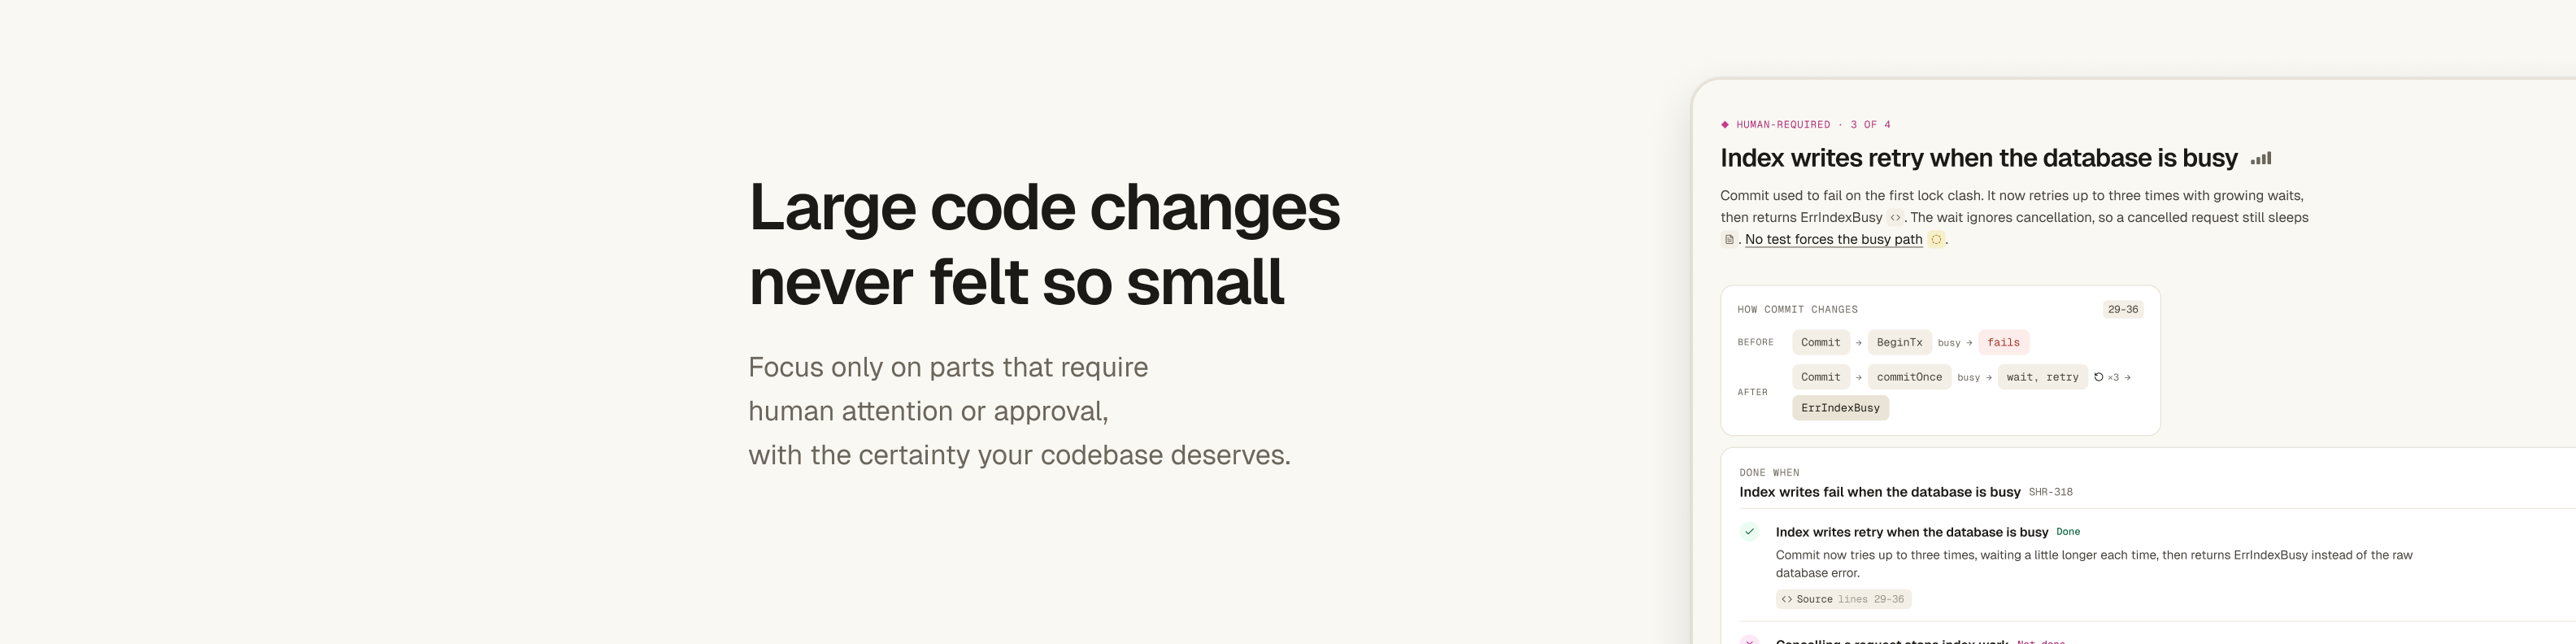 Large code changes
never felt so small
Focus only on parts that require
human attention or approval,
with the certainty your codebase deserves.
HUMAN-REQUIRED · 3 OF 4
Index writes retry when the database is busy
Commit used to fail on the first lock clash. It now retries up to three times with growing waits,
then returns ErrIndexBusy <>. The wait ignores cancellation, so a cancelled request still sleeps
. No test forces the busy path .
HOW COMMIT CHANGES 29–36
BEFORE Commit → BeginTx busy → fails
AFTER Commit → commitOnce busy → wait, retry ×3 →
ErrIndexBusy
DONE WHEN
Index writes fail when the database is busy SHR-318
Index writes retry when the database is busy Done
Commit now tries up to three times, waiting a little longer each time, then returns ErrIndexBusy instead of the raw
database error.
<> Source lines 29–36
Cancelling a request stops index work Not done